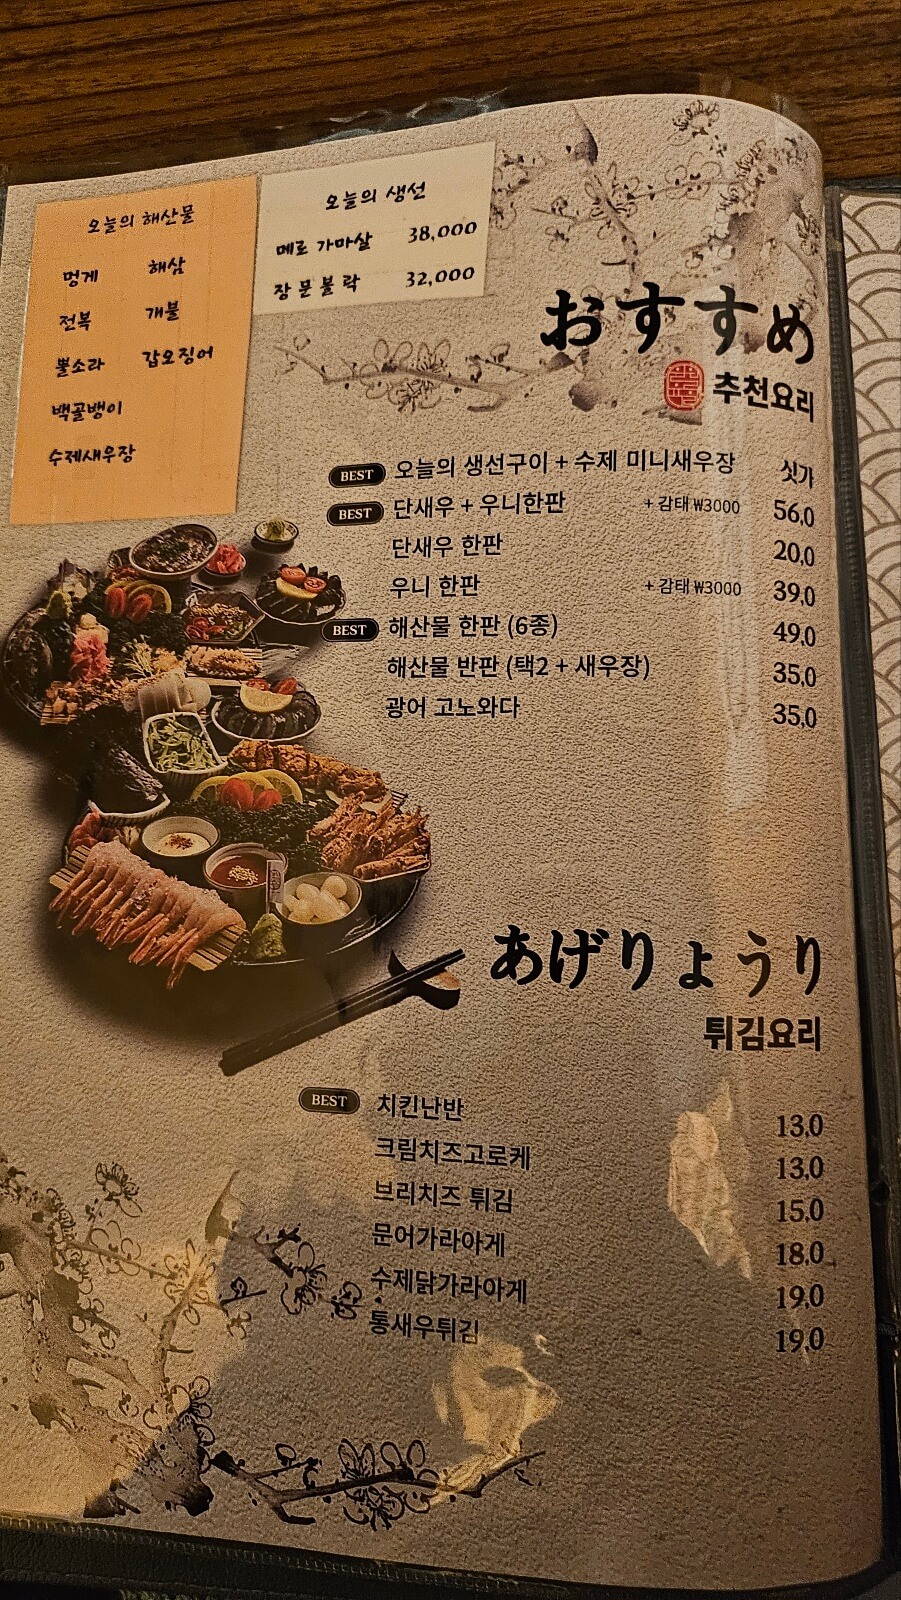 오늘의 해산물
멍게 해삼
전복 개불
뿔소라 갑오징어
백골뱅이
수제새우장
오늘의 생선
메로 가마살 38,000
장문볼락 32,000
おすすめ
추천요리
BEST 오늘의 생선구이 + 수제 미니새우장 싯가
BEST 단새우 + 우니한판 + 감태 ₩3000 56,0
단새우 한판 20,0
우니 한판 + 감태 ₩3000 39,0
BEST 해산물 한판 (6종) 49,0
해산물 반판 (택2 + 새우장) 35,0
광어 고노와다 35,0
あげりょうり
튀김요리
BEST 치킨난반 13,0
크림치즈고로케 13,0
브리치즈 튀김 15,0
문어가라아게 18,0
수제닭가라아게 19,0
통새우튀김 19,0